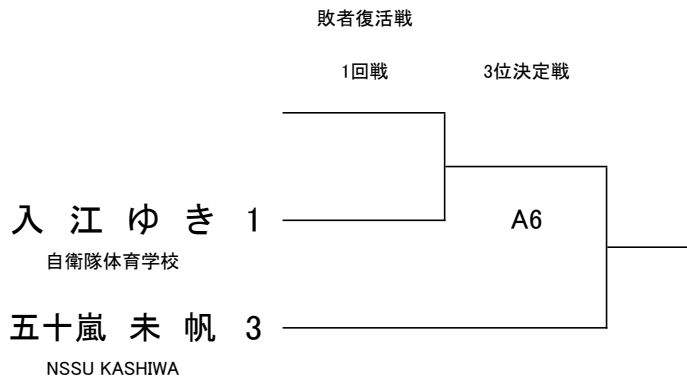 敗者復活戦
1回戦 3位決定戦
入 江 ゆ き 1
A6
自衛隊体育学校
五十嵐 未 帆 3
NSSU KASHIWA